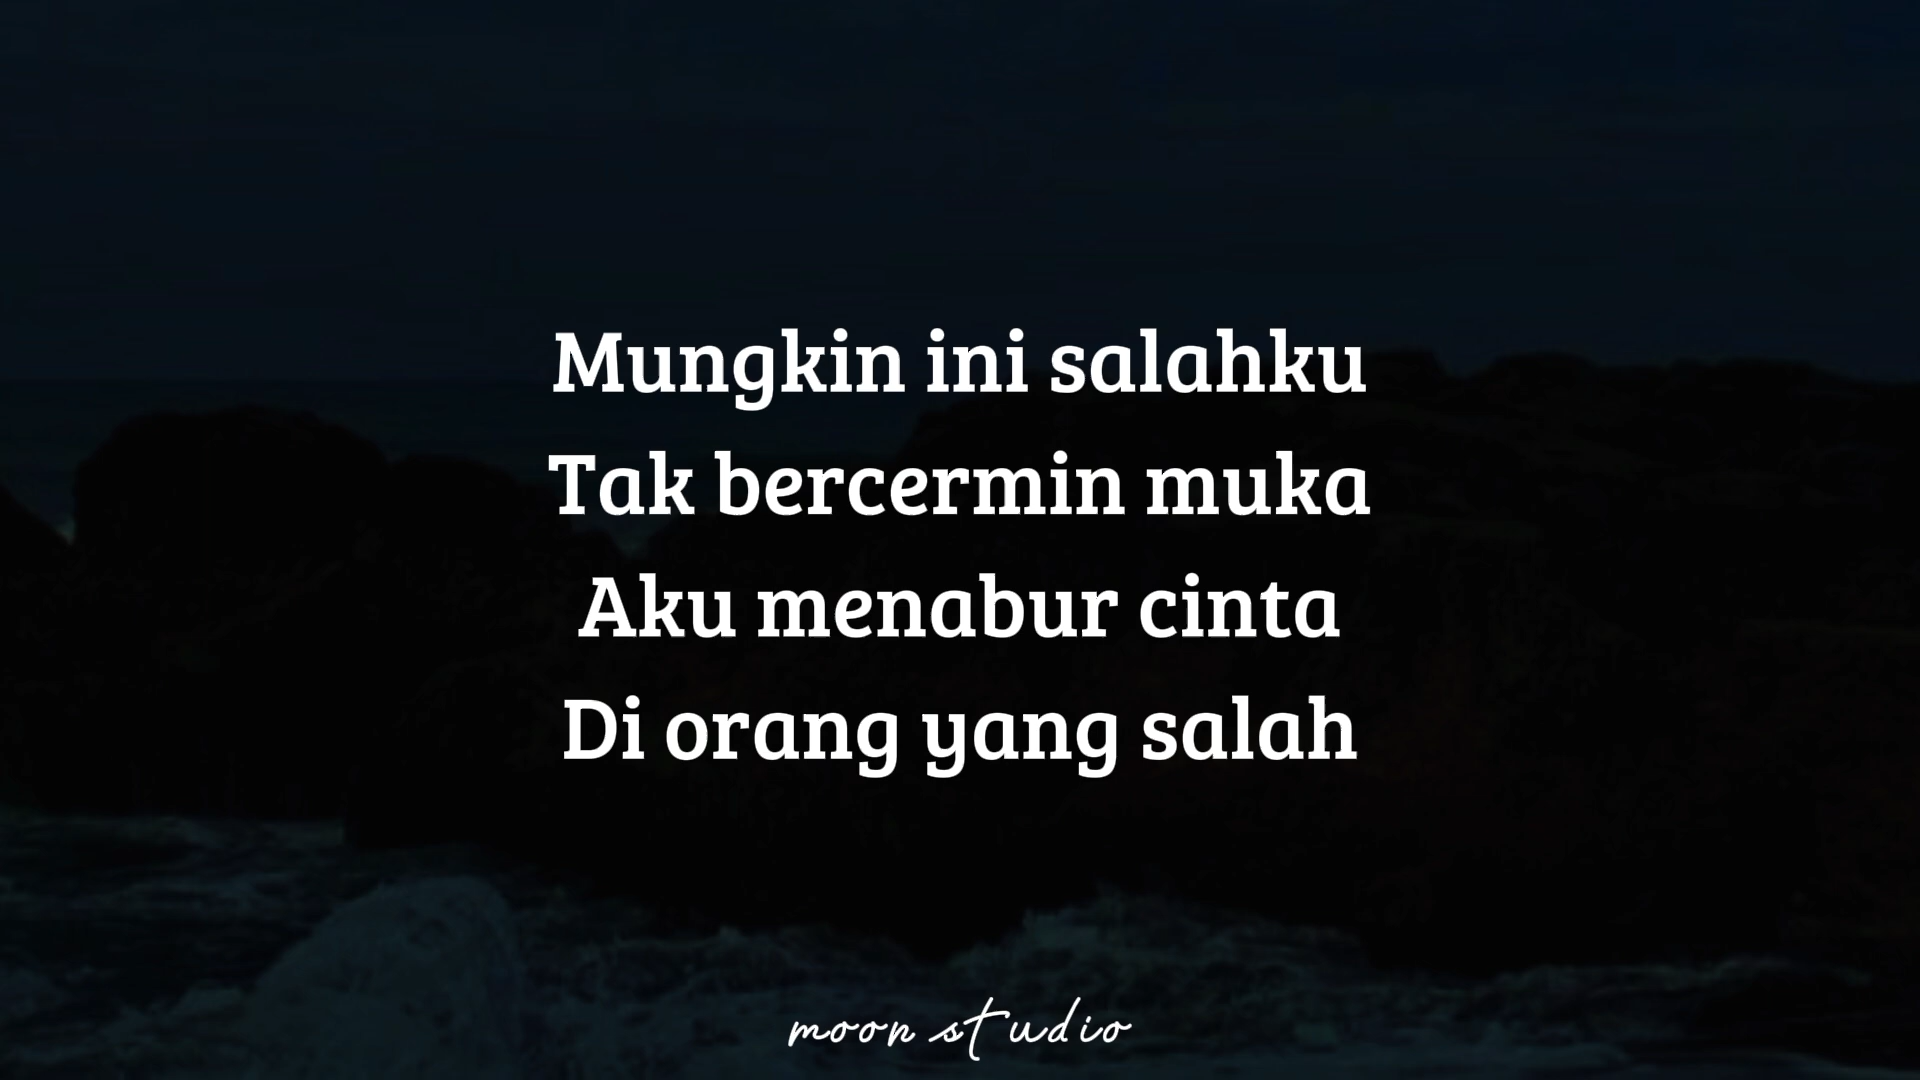 Mungkin ini salahku
Tak bercermin muka
Aku menabur cinta
Di orang yang salah
moon studio